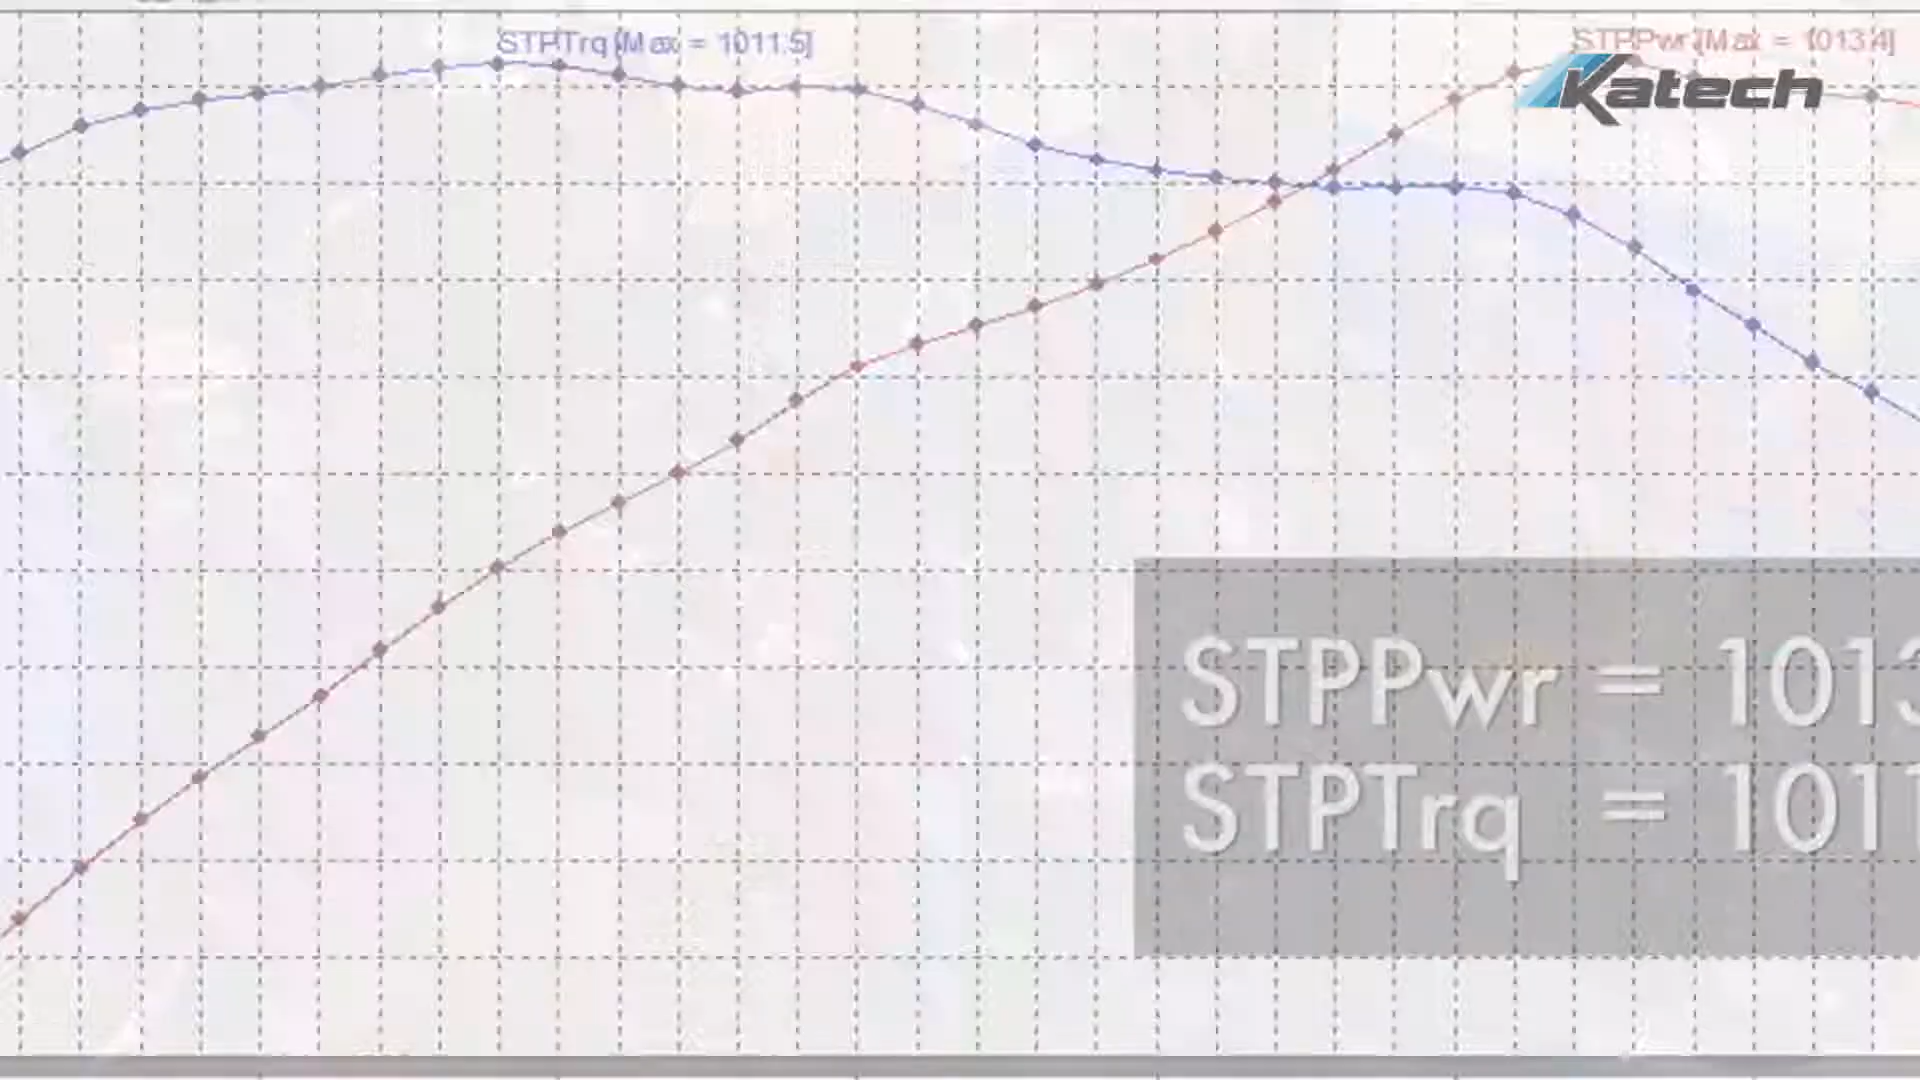 STPTrq [Max = 1011.5]
STPPwr [Max = 1013.4]
Katech
STPPwr = 1013
STPTrq = 1011